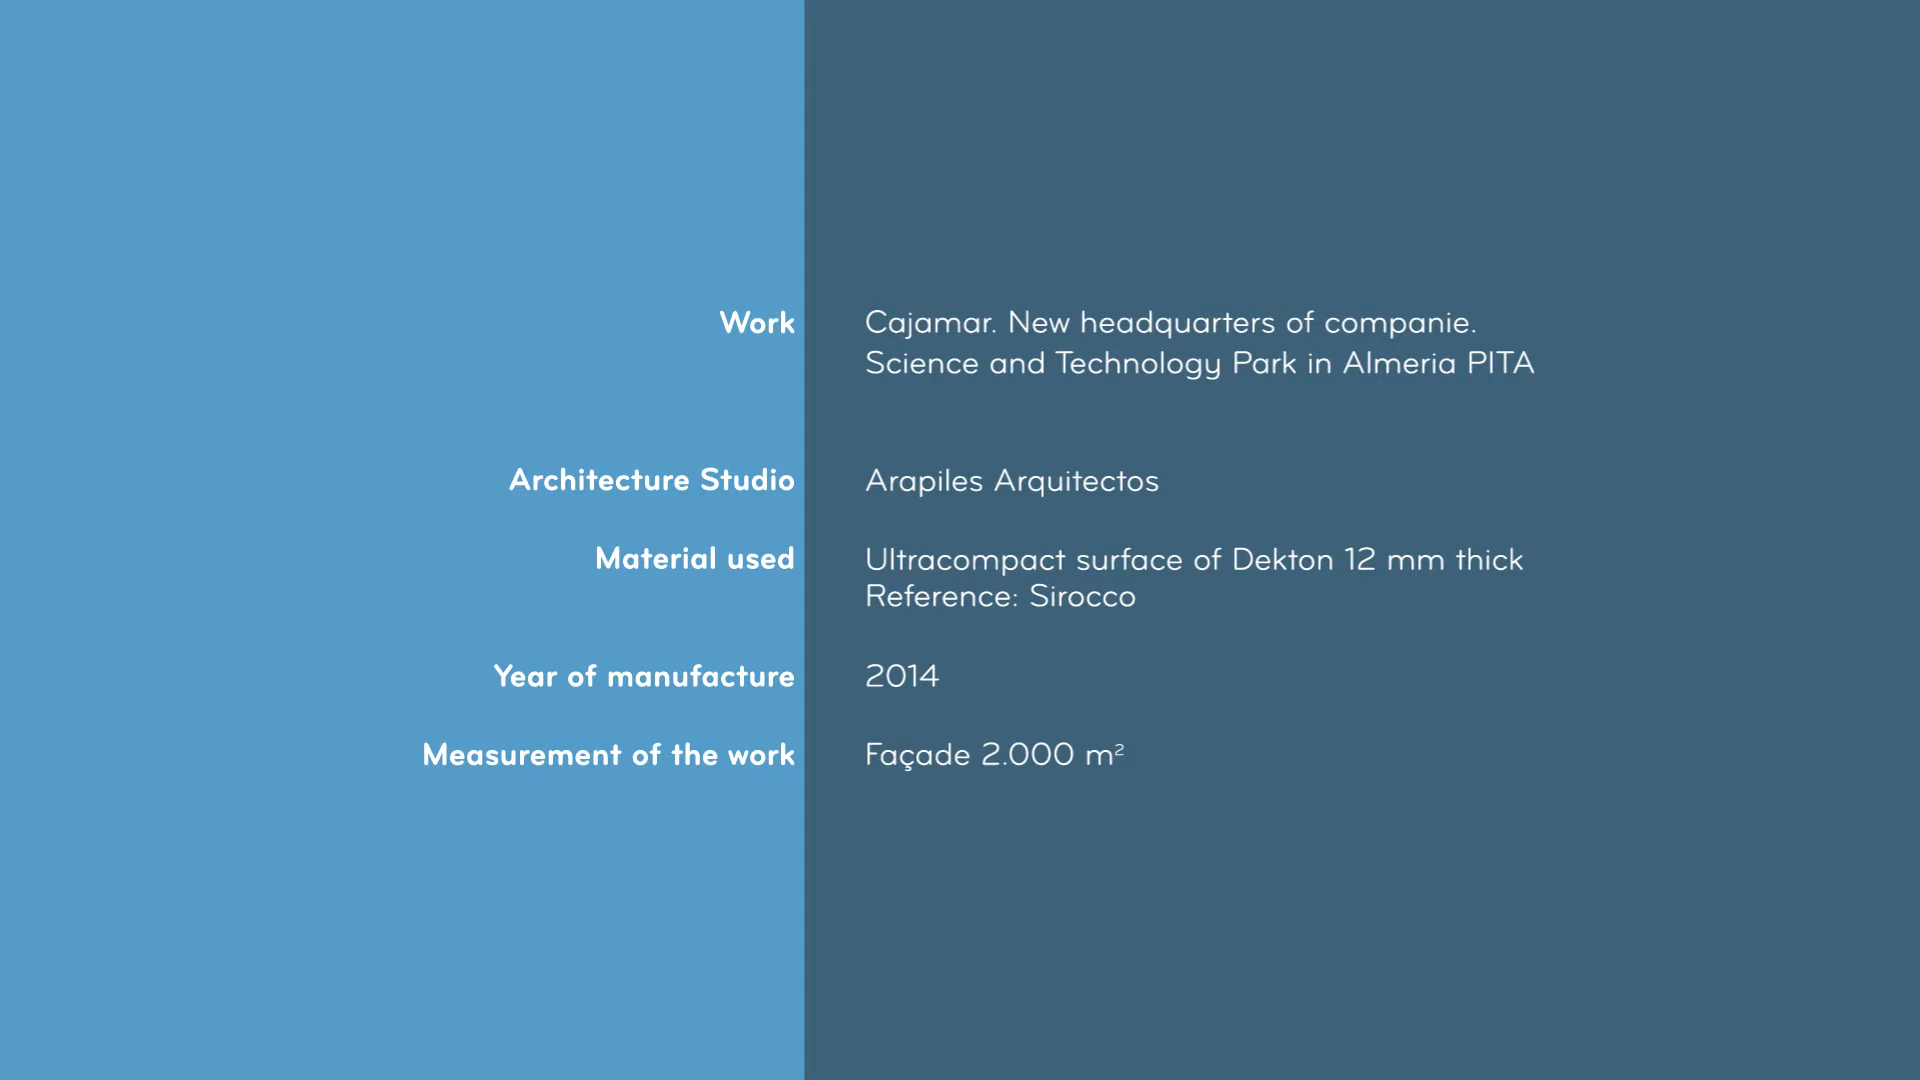 Work Cajamar. New headquarters of companie.
Science and Technology Park in Almeria PITA
Architecture Studio Arapiles Arquitectos
Material used Ultracompact surface of Dekton 12 mm thick
Reference: Sirocco
Year of manufacture 2014
Measurement of the work Façade 2.000 m²